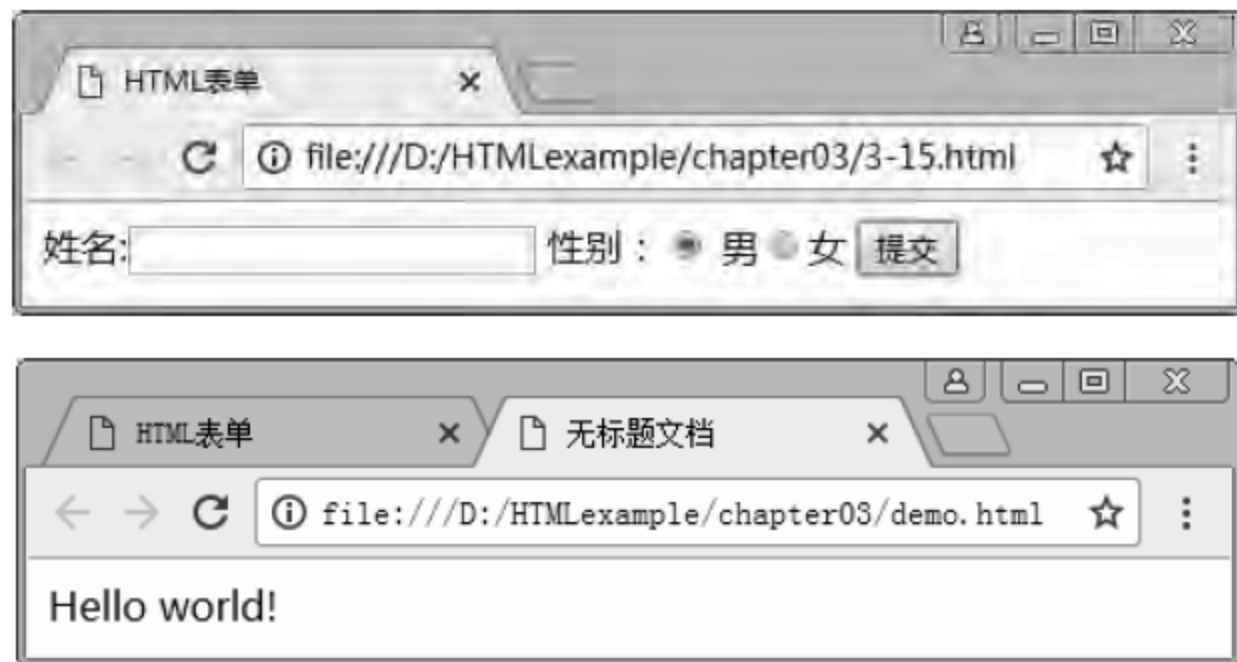 HTML表单
file:///D:/HTMLexample/chapter03/3-15.html
姓名: 性别： 男 女 提交
HTML表单 无标题文档
file:///D:/HTMLexample/chapter03/demo.html
Hello world!